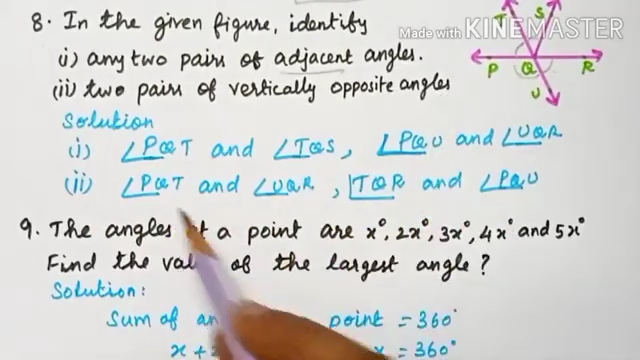 8. In the given figure, identify
(i) any two pairs of adjacent angles.
(ii) two pairs of vertically opposite angles
Solution
(i) ∠PQT and ∠TQS, ∠PQU and ∠UQR
(ii) ∠PQT and ∠UQR, ∠TQR and ∠PQU
9. The angles at a point are x°, 2x°, 3x°, 4x° and 5x°
Find the of the largest angle?
Solution:
Sum of point = 360°
x + x = 360°
Made with KINEMASTER
T S
P Q R
U